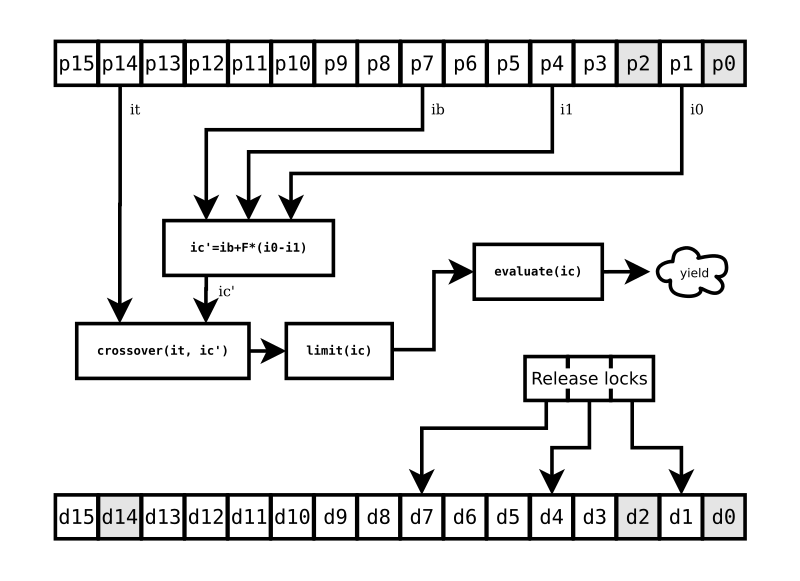 p15 p14 p13 p12 p11 p10 p9 p8 p7 p6 p5 p4 p3 p2 p1 p0
it ib i1 i0
ic'=ib+F*(i0-i1)
evaluate(ic) yield
ic'
crossover(it, ic') limit(ic)
Release locks
d15 d14 d13 d12 d11 d10 d9 d8 d7 d6 d5 d4 d3 d2 d1 d0